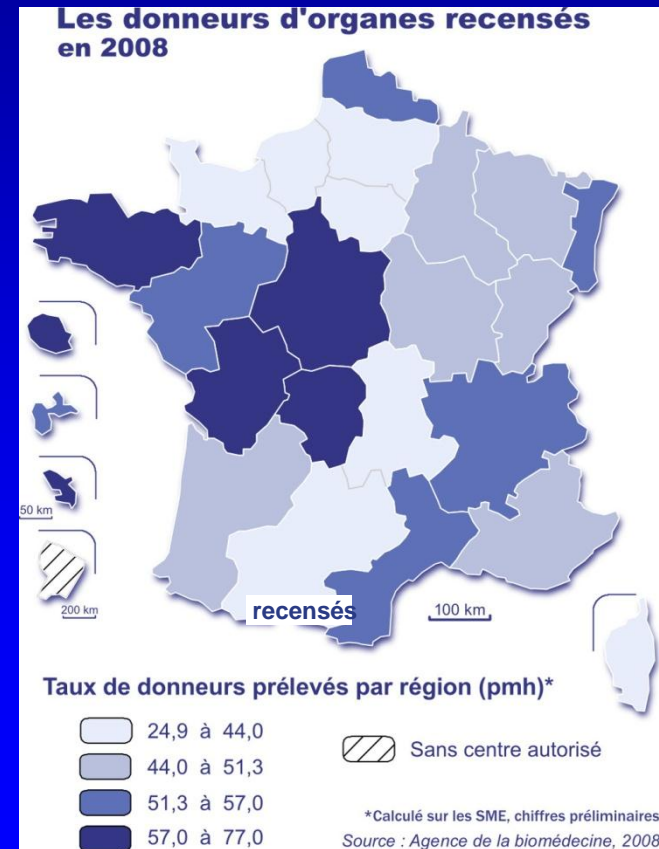 Les donneurs d'organes recensés
en 2008
50 km
200 km
recensés
100 km
Taux de donneurs prélevés par région (pmh)*
24,9 à 44,0
44,0 à 51,3
51,3 à 57,0
57,0 à 77,0
Sans centre autorisé
*Calculé sur les SME, chiffres préliminaires
Source : Agence de la biomédecine, 2008